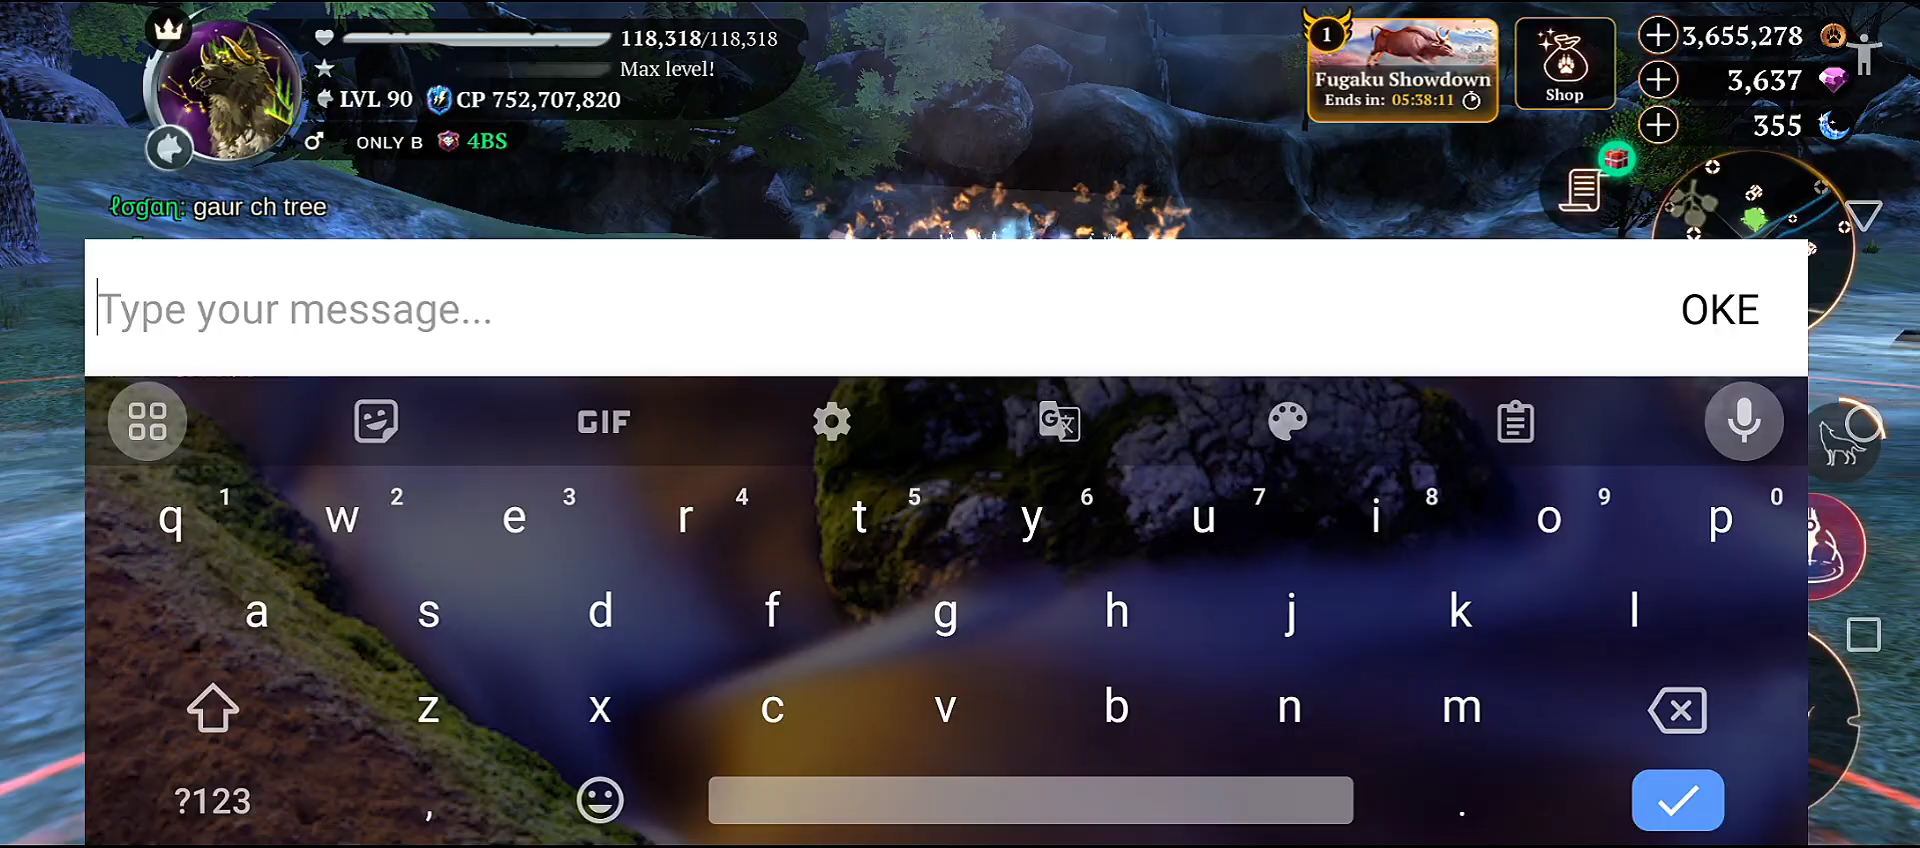 118,318/118,318
Max level!
LVL 90 CP 752,707,820
ONLY B 4BS
1
Fugaku Showdown
Ends in: 05:38:11
Shop
3,655,278
3,637
355
ℓσɠαɳ: gaur ch tree
Type your message...
OKE
GIF
G
q 1 w 2 e 3 r 4 t 5 y 6 u 7 i 8 o 9 p 0
a s d f g h j k l
z x c v b n m
?123 , .